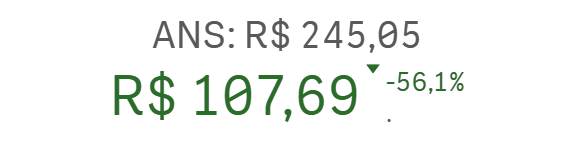 ANS: R$ 245,05
R$ 107,69 ▼ -56,1%
.